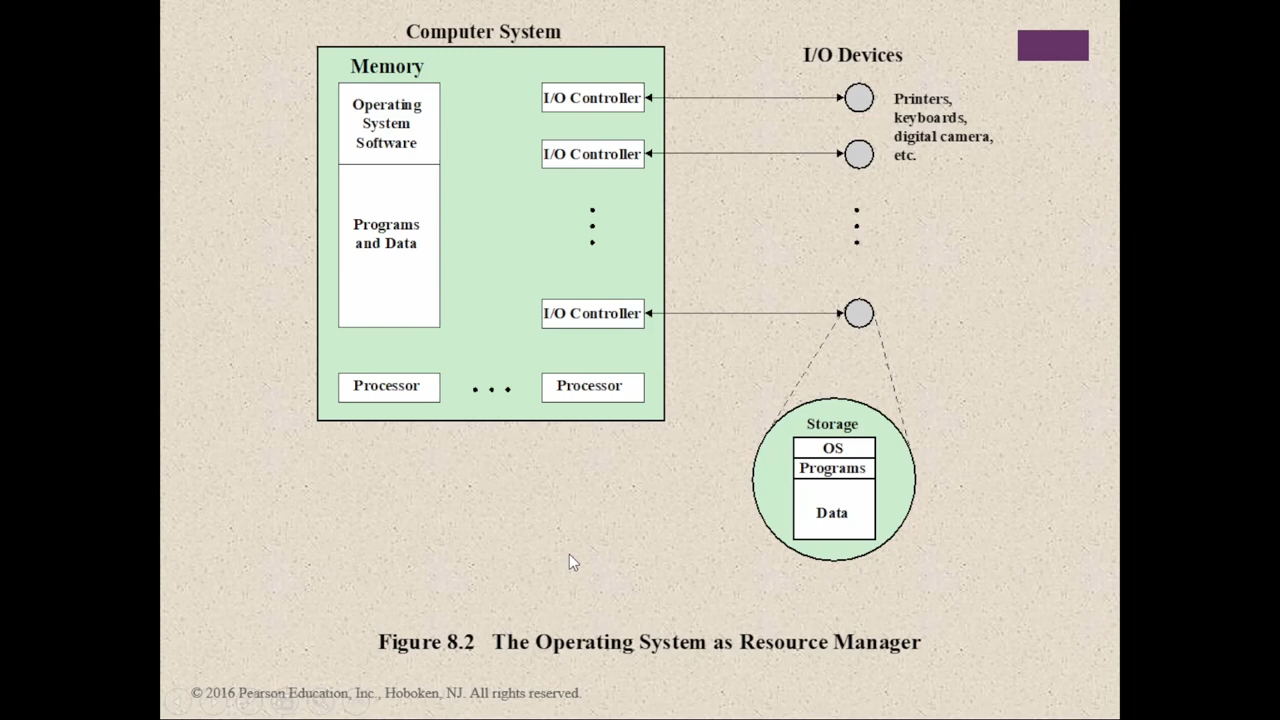 Computer System
Memory
Operating
System
Software
Programs
and Data
I/O Controller
I/O Controller
I/O Controller
Processor
Processor
I/O Devices
Printers,
keyboards,
digital camera,
etc.
Storage
OS
Programs
Data
Figure 8.2 The Operating System as Resource Manager
© 2016 Pearson Education, Inc., Hoboken, NJ. All rights reserved.